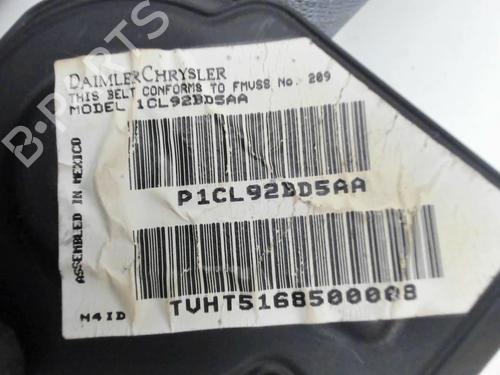 DAIMLERCHRYSLER
THIS BELT CONFORMS TO FMVSS No. 209
MODEL 1CL92BD5AA
P1CL92BD5AA
TVHT5168500008
ASSEMBLED IN MEXICO
M4ID
B-PARTS